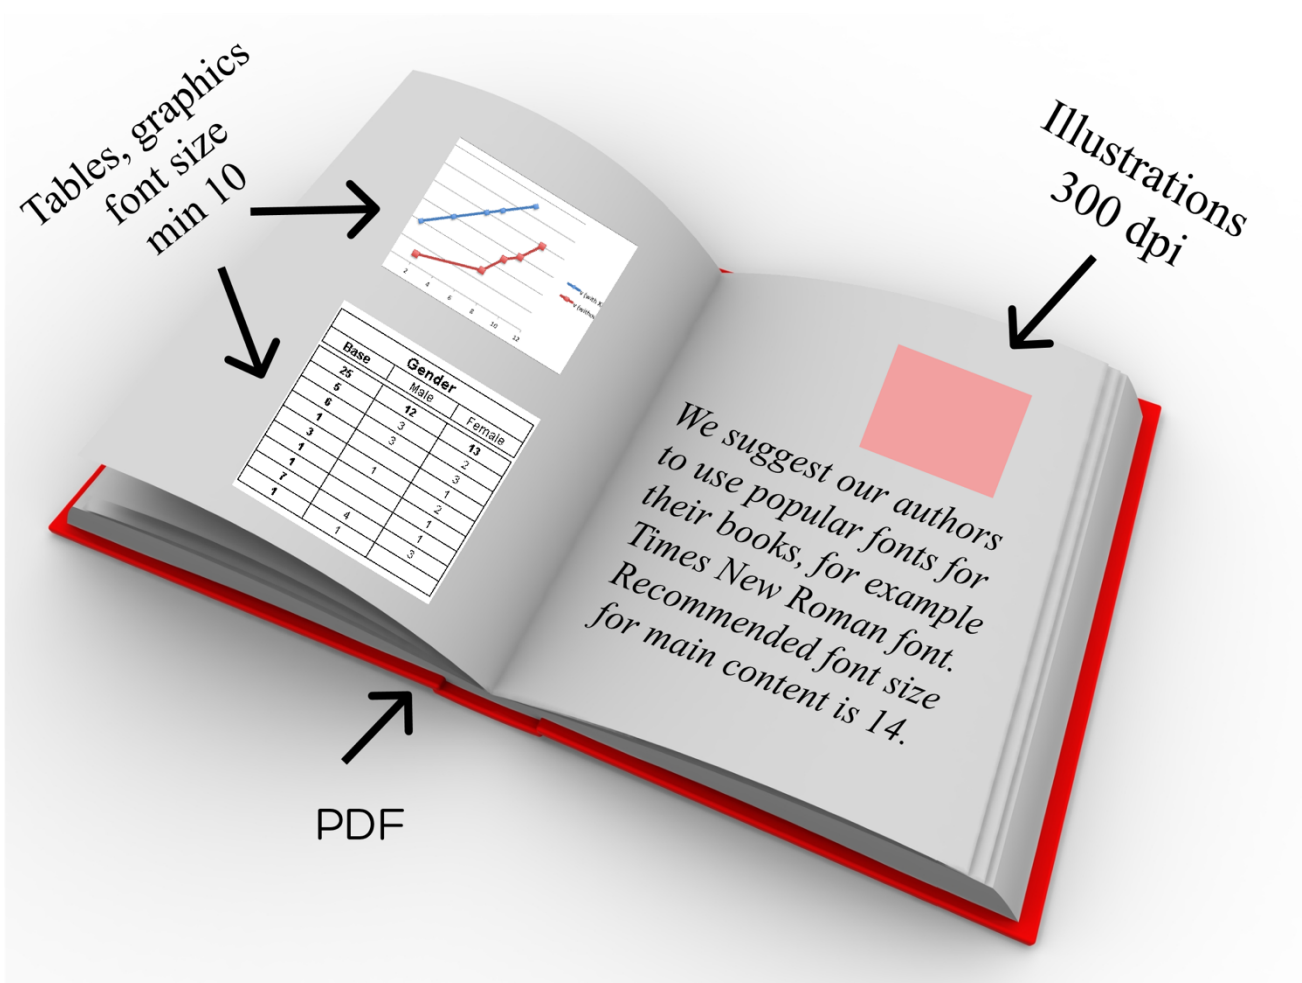 Tables, graphics
font size
min 10
Illustrations
300 dpi
2 4 6 8 10 12
y (with X
y (withou
Gender
Base Male Female
25 12 13
5 3 2
6 3 3
1 1
3 1 2
1 1
1 1
7 4 3
1 1
We suggest our authors
to use popular fonts for
their books, for example
Times New Roman font.
Recommended font size
for main content is 14.
PDF